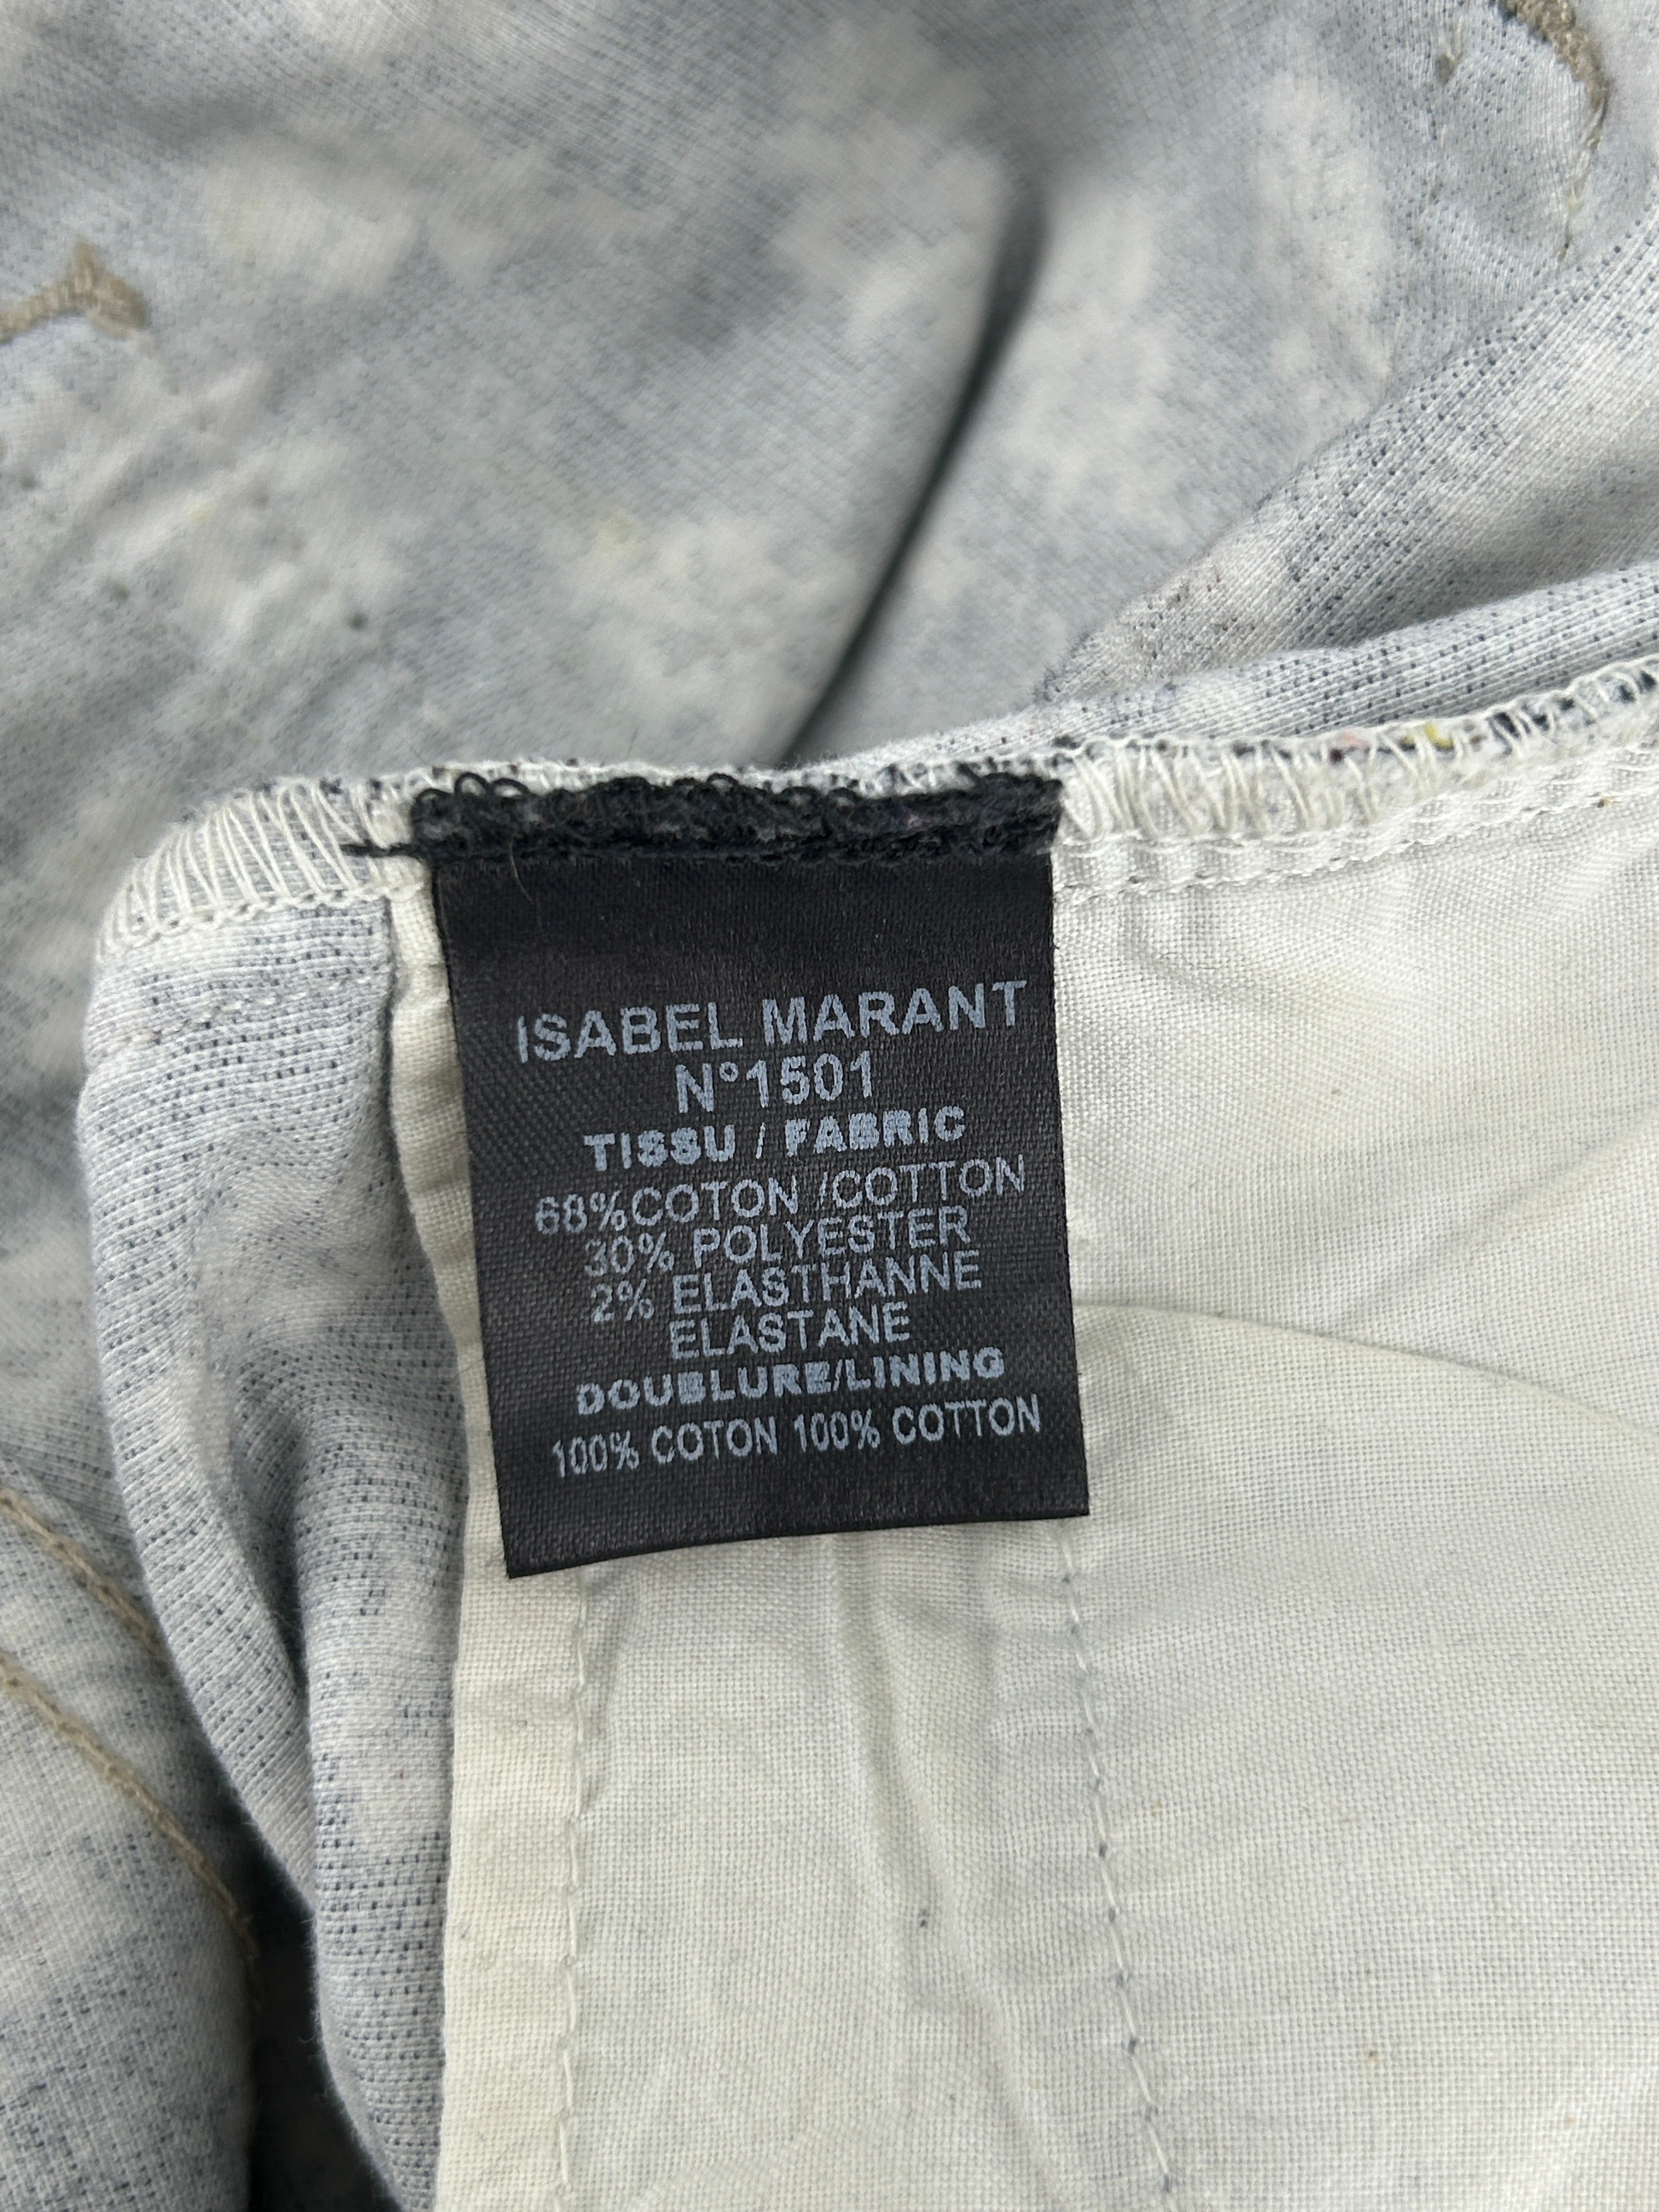 ISABEL MARANT
N°1501
TISSU / FABRIC
68%COTON /COTTON
30% POLYESTER
2% ELASTHANNE
ELASTANE
DOUBLURE/LINING
100% COTON 100% COTTON